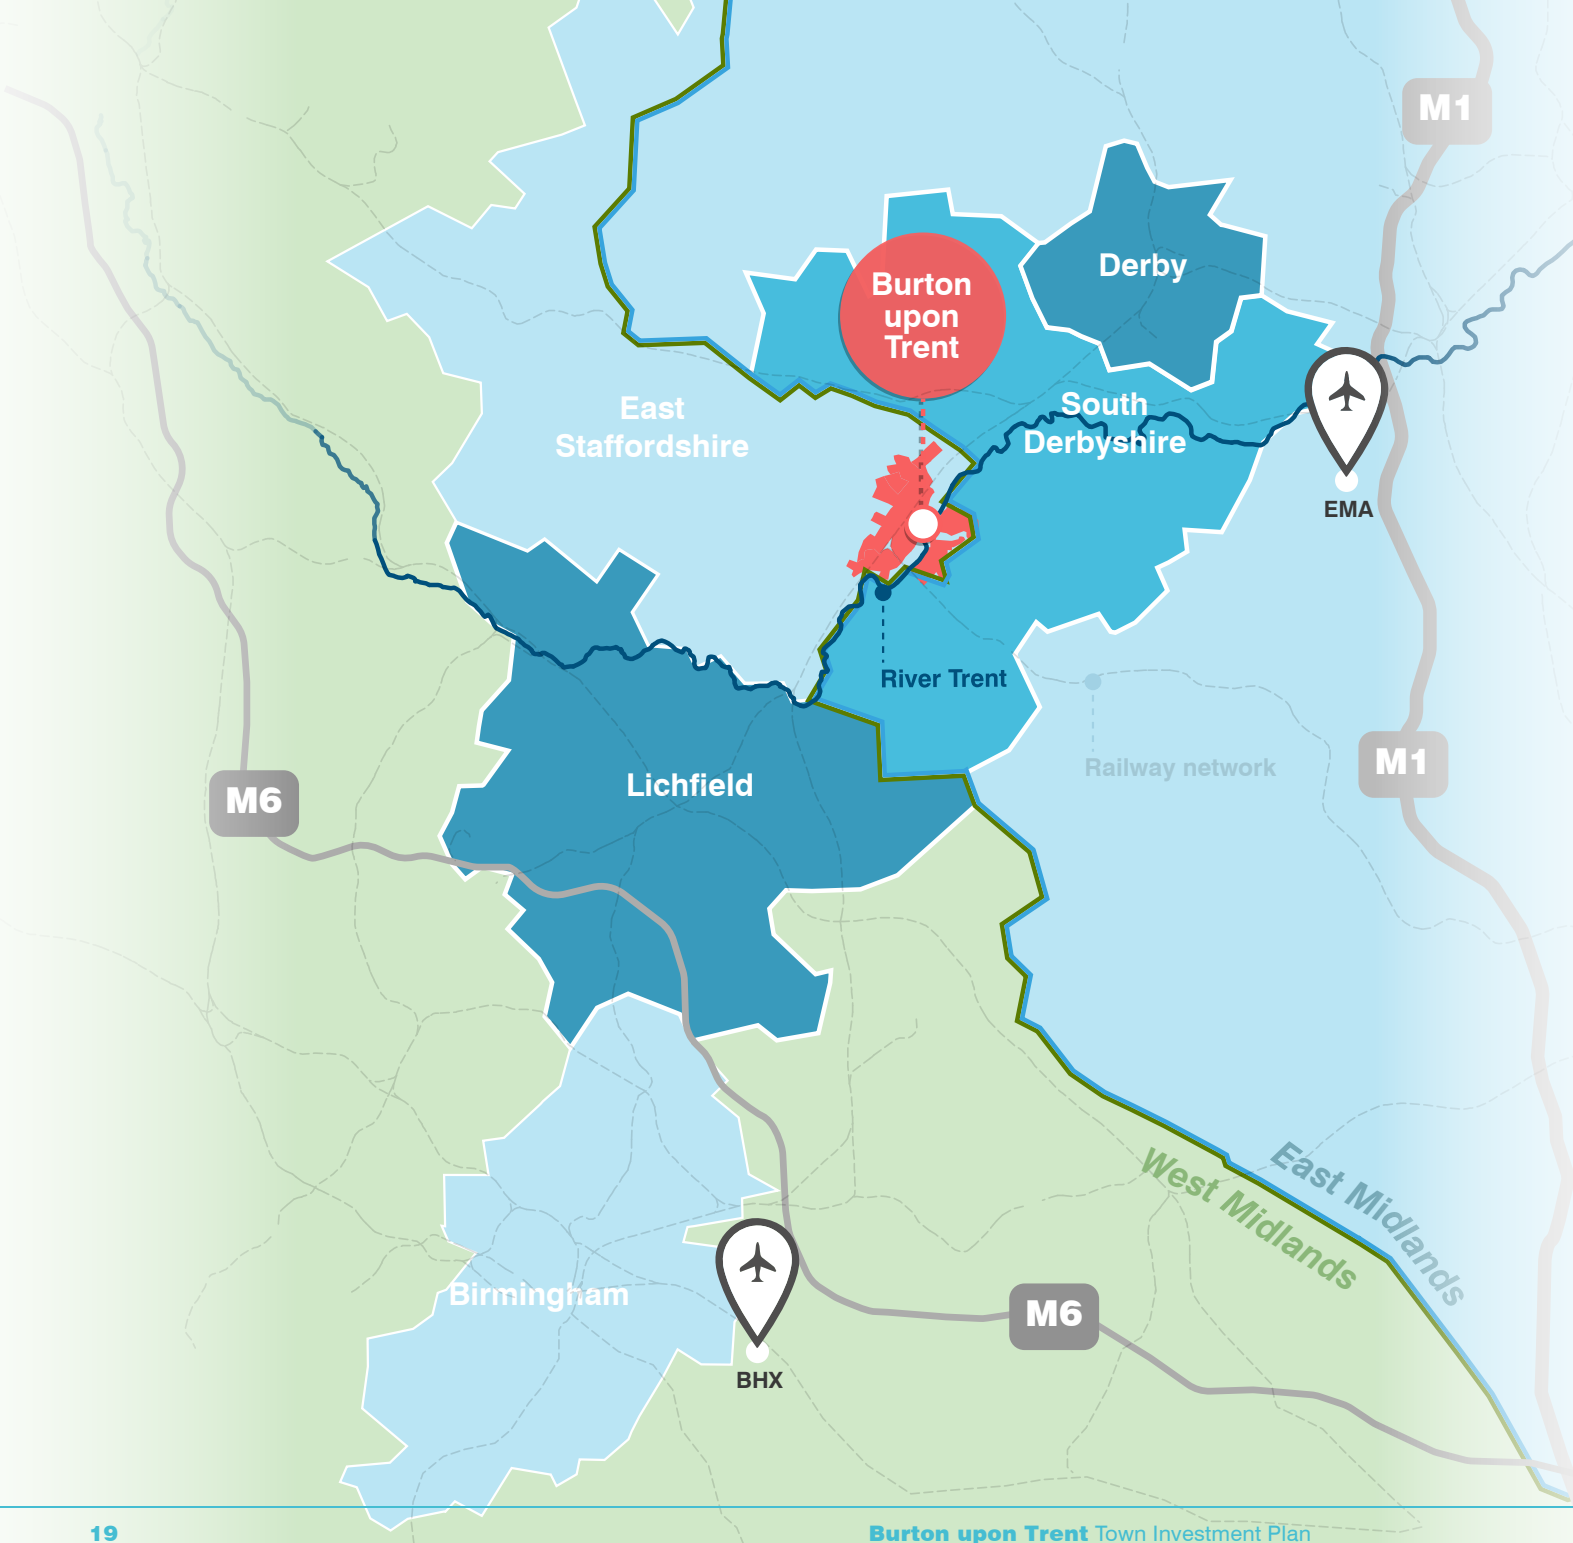 M1
Derby
Burton
upon
Trent
East
Staffordshire
South
Derbyshire
EMA
River Trent
Railway network
M1
Lichfield
M6
East Midlands
West Midlands
Birmingham
M6
BHX
19
Burton upon Trent Town Investment Plan